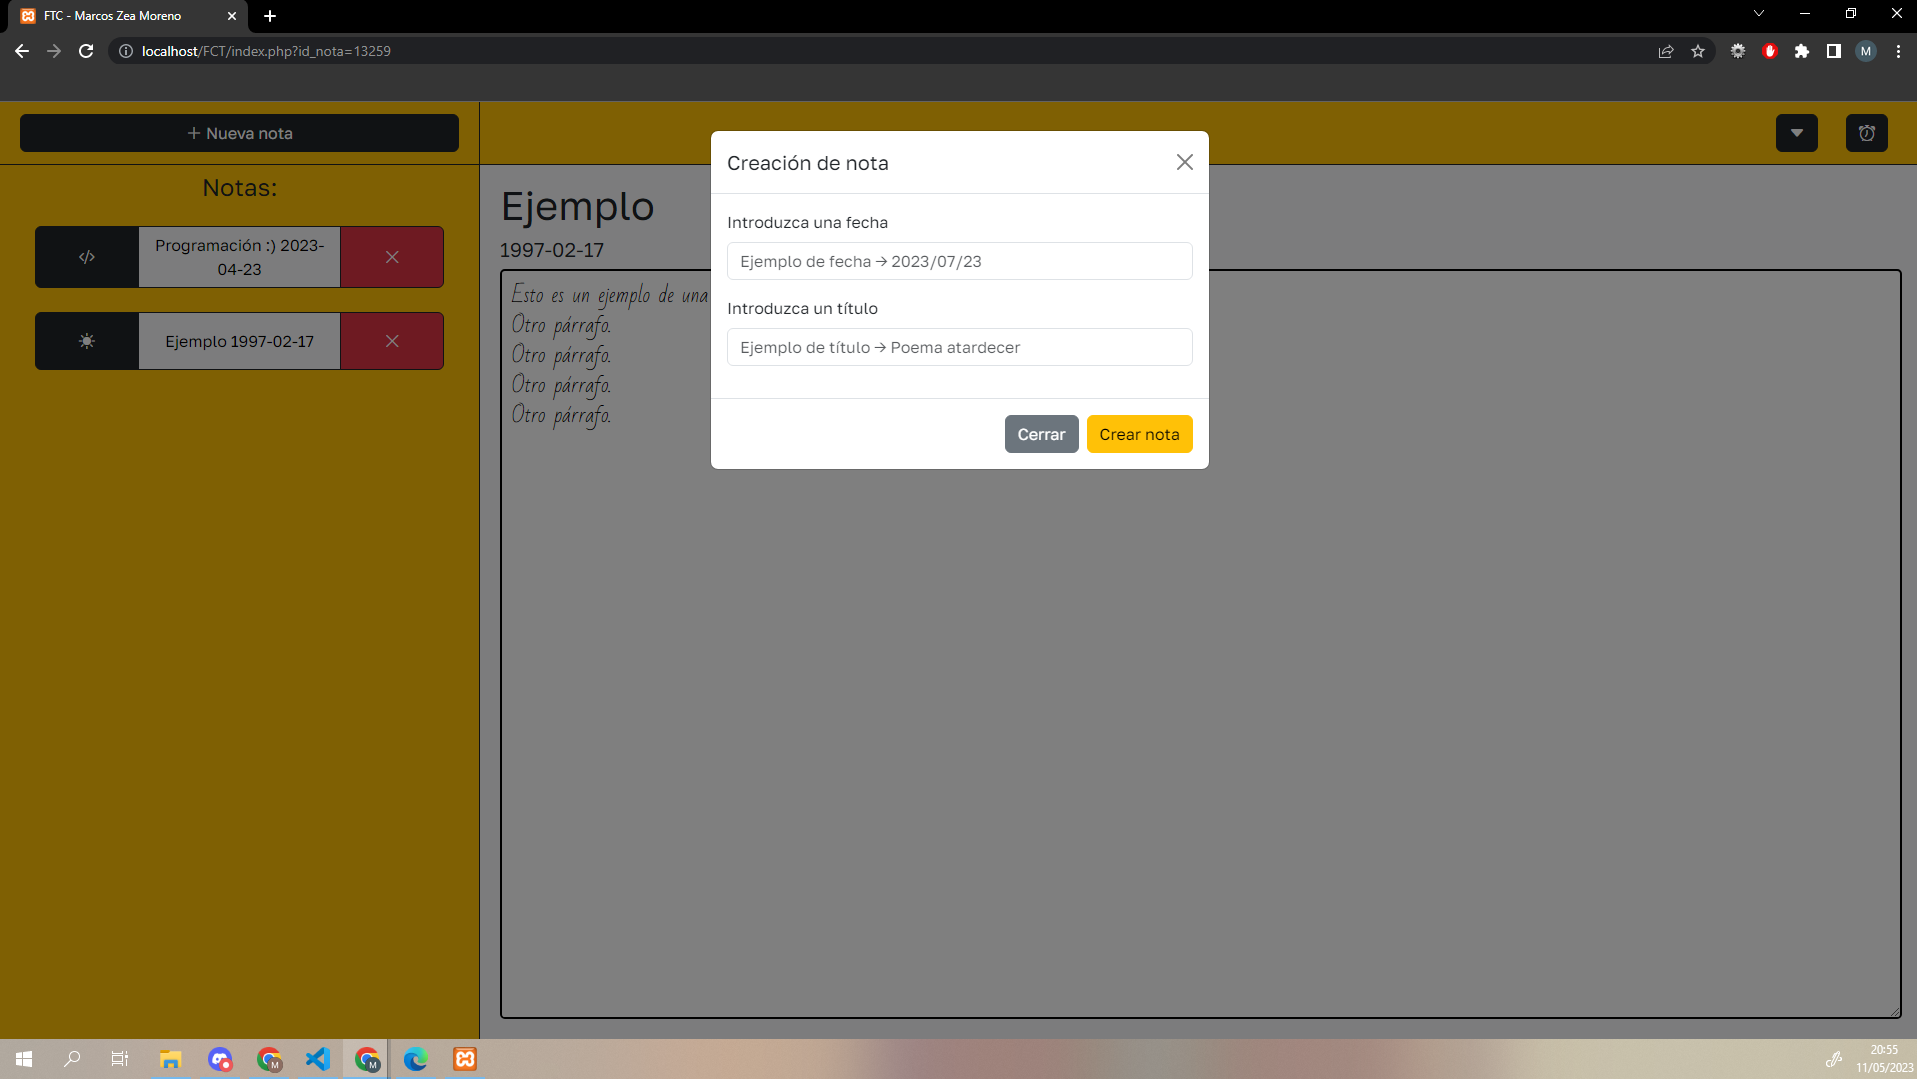 FTC - Marcos Zea Moreno
localhost/FCT/index.php?id_nota=13259
M
+ Nueva nota
Notas:
</> Programación :) 2023-
04-23
Ejemplo 1997-02-17
Ejemplo
1997-02-17
Esto es un ejemplo de una
Otro párrafo.
Otro párrafo.
Otro párrafo.
Otro párrafo.
Creación de nota
Introduzca una fecha
Ejemplo de fecha → 2023/07/23
Introduzca un título
Ejemplo de título → Poema atardecer
Cerrar
Crear nota
M
M
20:55
11/05/2023